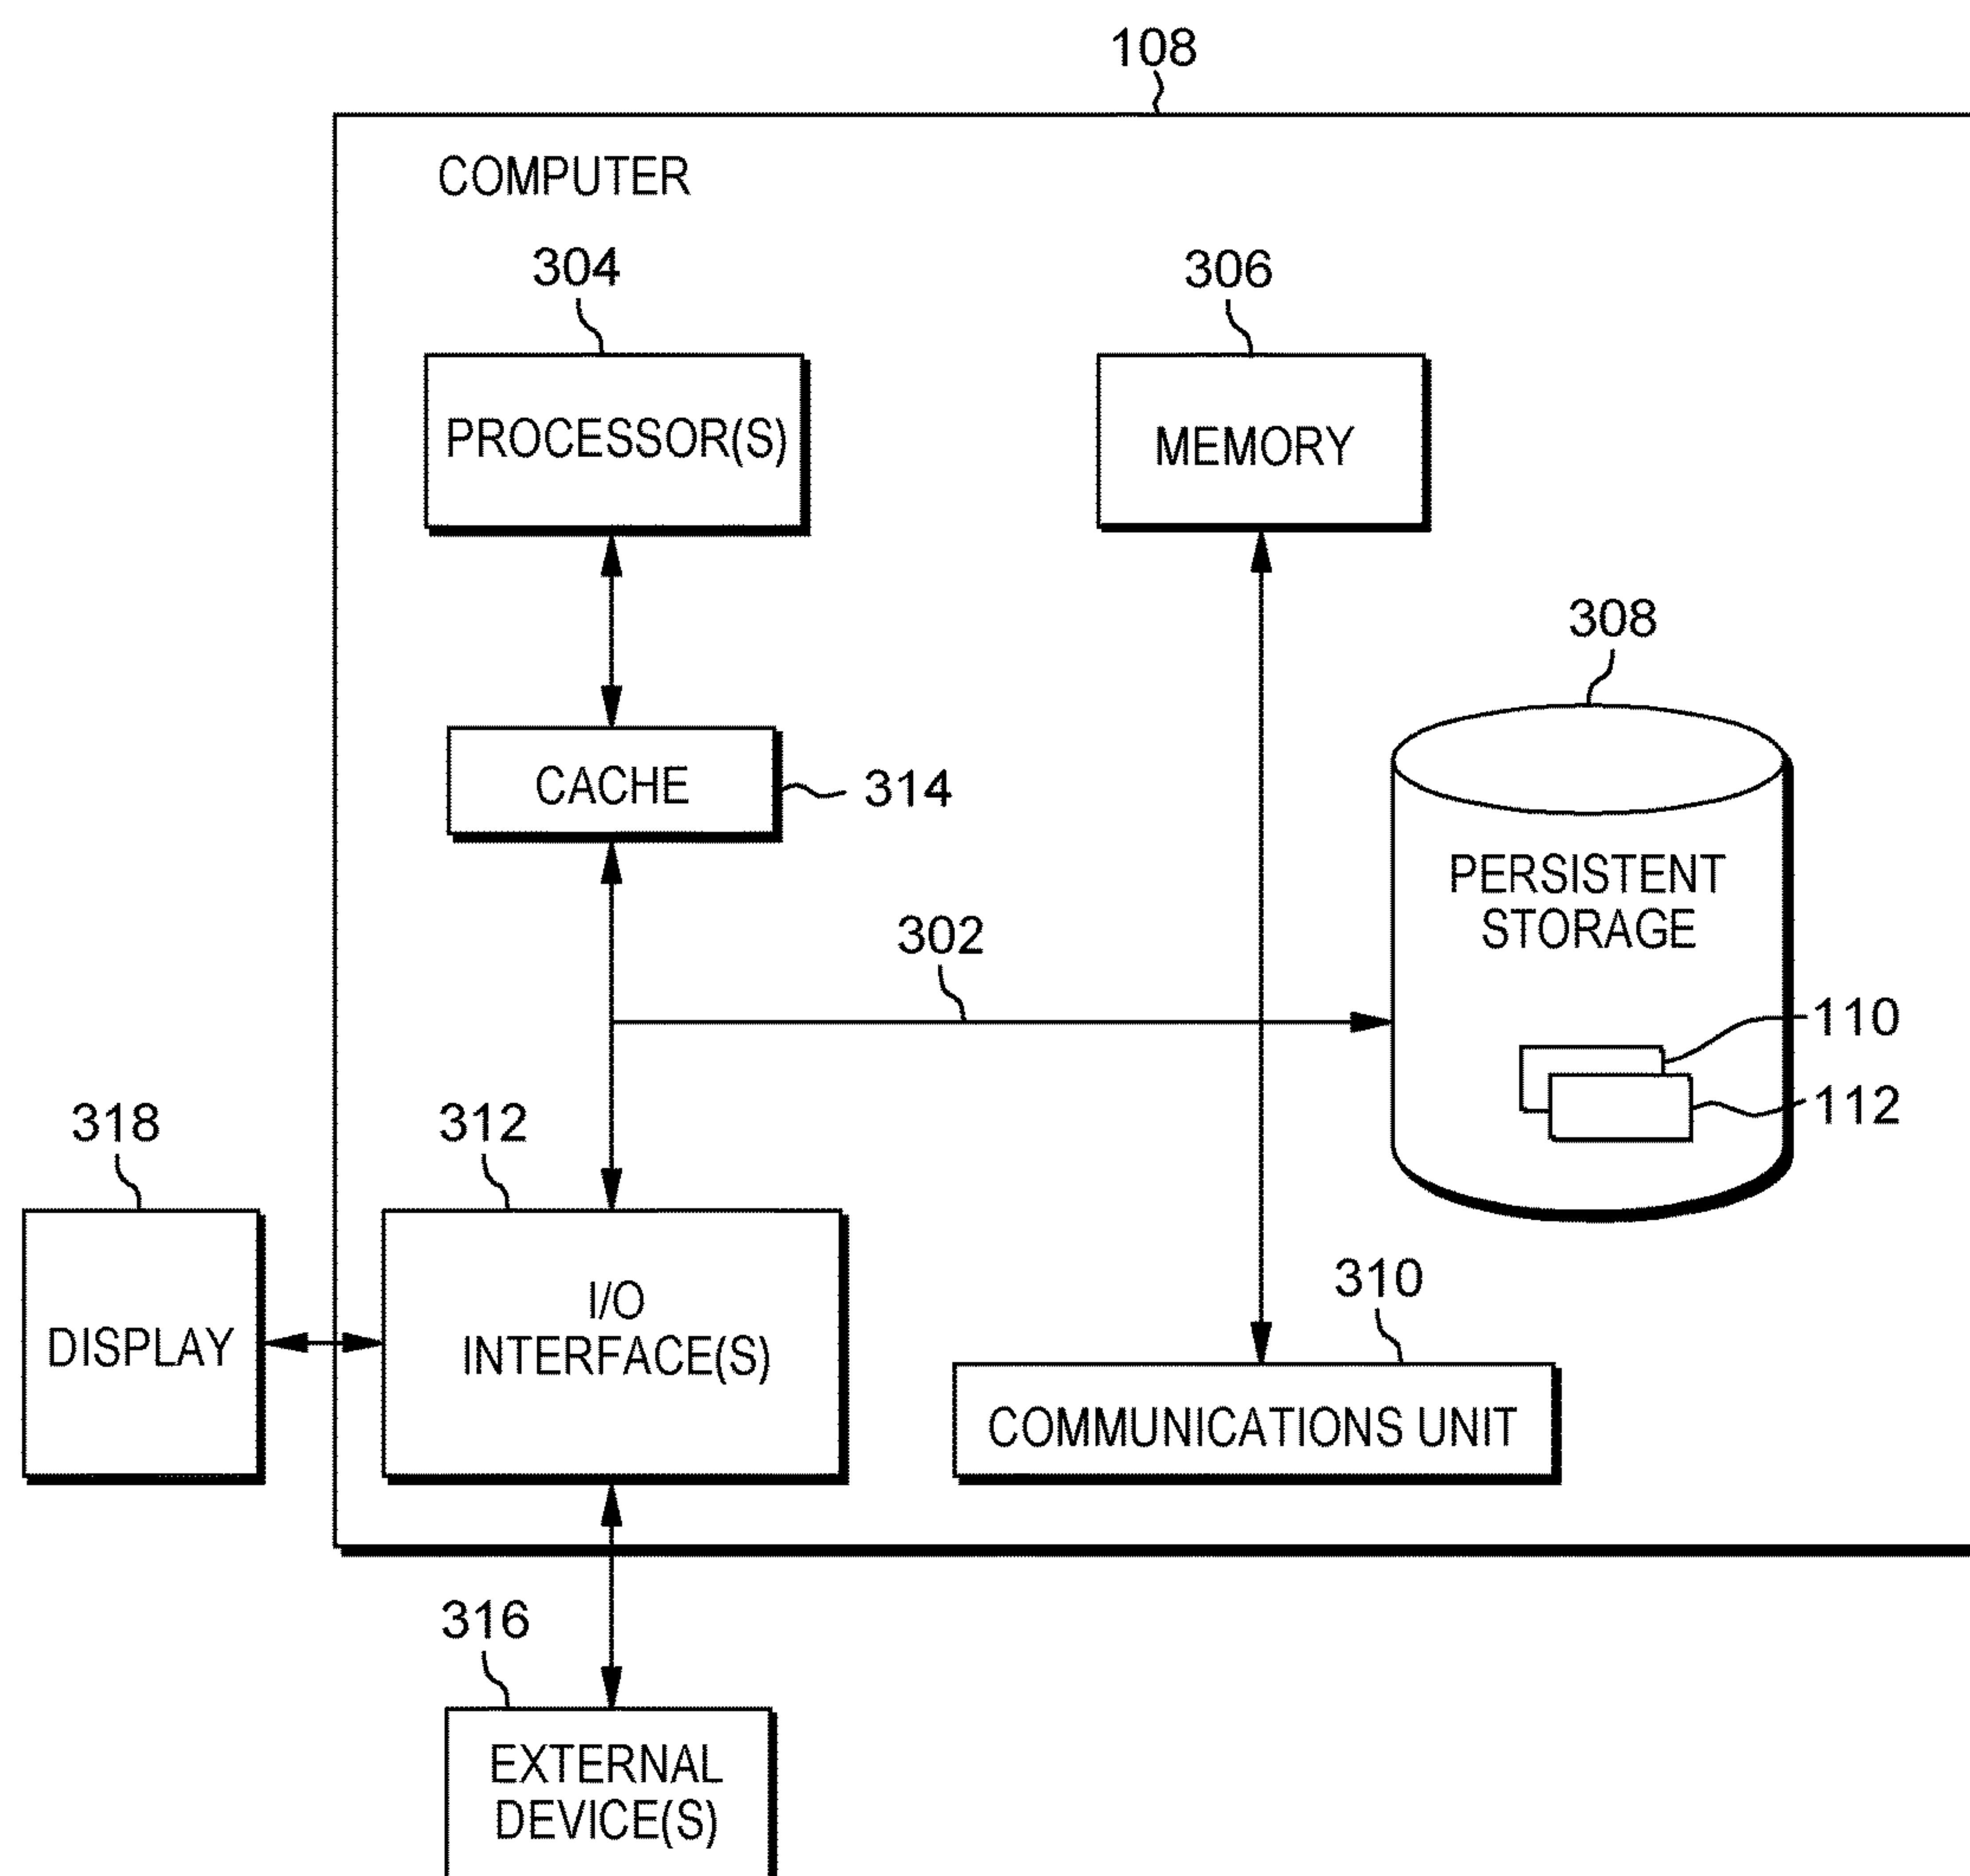 108
COMPUTER
304
306
PROCESSOR(S)
MEMORY
308
CACHE
314
PERSISTENT
STORAGE
302
110
112
318
312
I/O
INTERFACE(S)
DISPLAY
310
COMMUNICATIONS UNIT
316
EXTERNAL
DEVICE(S)